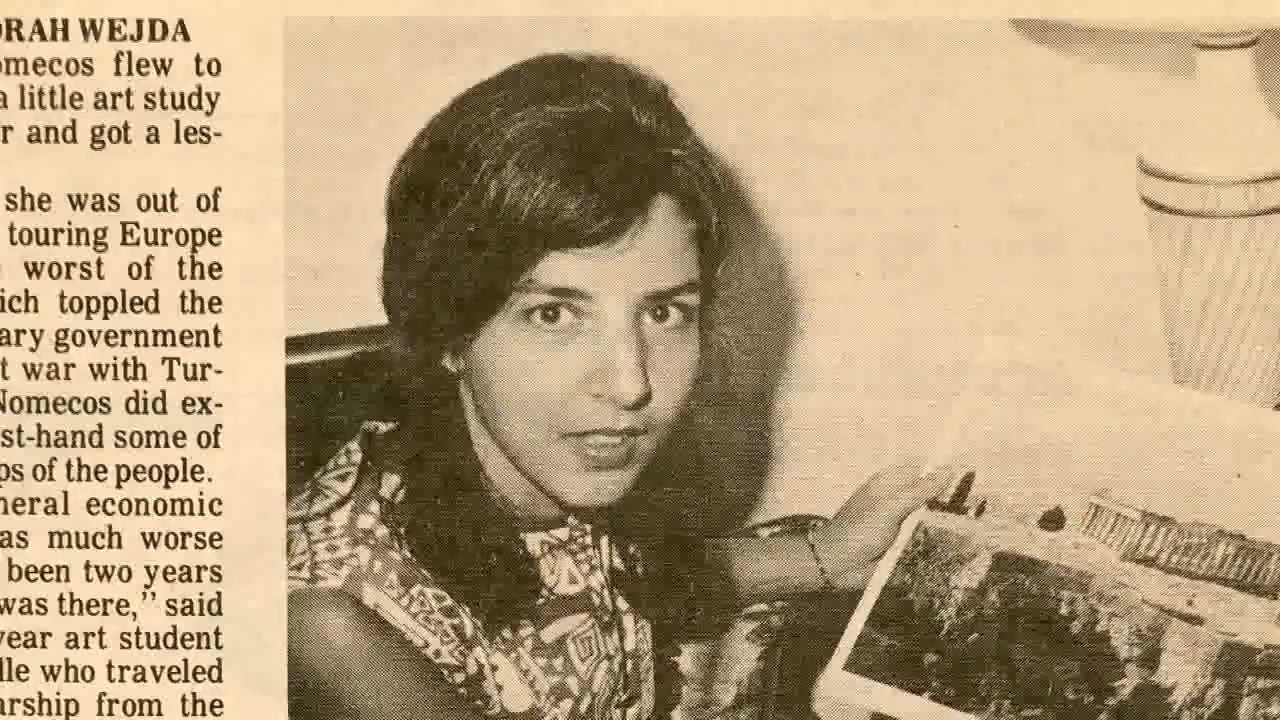 ORAH WEJDA
omecos flew to
a little art study
r and got a les-
she was out of
touring Europe
worst of the
ich toppled the
ary government
t war with Tur-
Nomecos did ex-
st-hand some of
ps of the people.
neral economic
as much worse
been two years
was there,” said
year art student
lle who traveled
arship from the